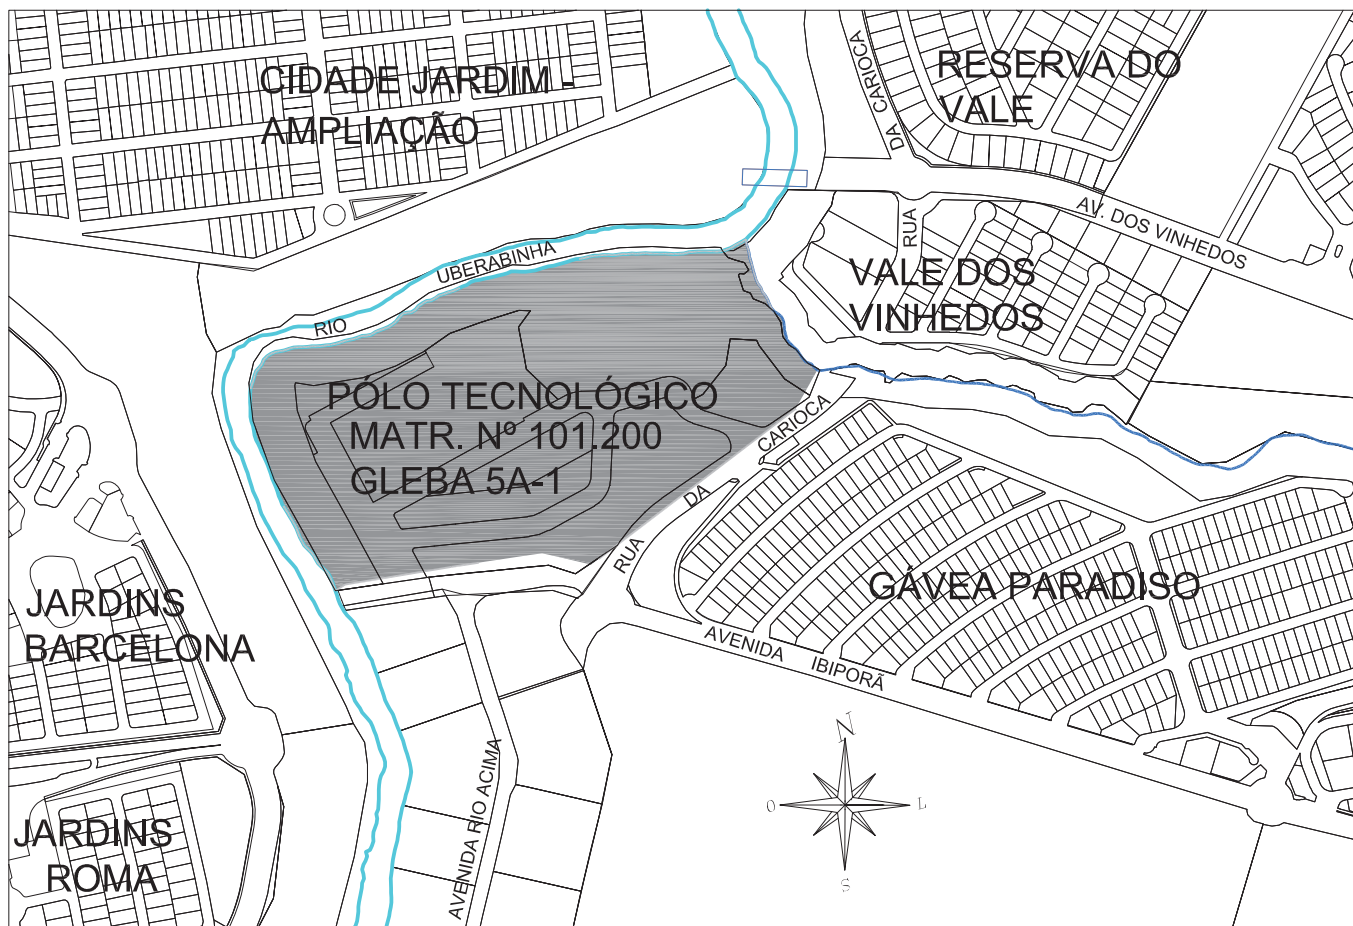 CIDADE JARDIM -
AMPLIAÇÃO
DA CARIOCA
RESERVA DO
VALE
AV. DOS VINHEDOS
RUA
RIO
UBERABINHA
VALE DOS
VINHEDOS
PÓLO TECNOLÓGICO
MATR. Nº 101.200
GLEBA 5A-1
RUA DA CARIOCA
GÁVEA PARADISO
JARDINS
BARCELONA
AVENIDA IBIPORÃ
AVENIDA RIO ACIMA
JARDINS
ROMA
N
O
L
S